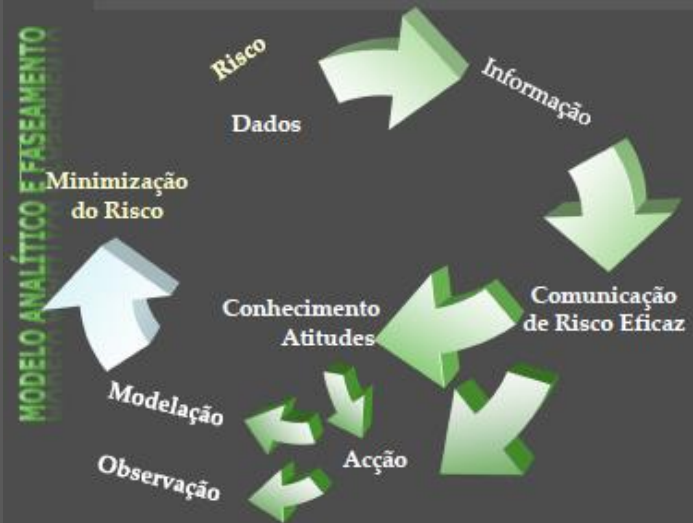 MODELO ANALÍTICO E FASEAMENTO
Risco
Dados
Informação
Minimização
do Risco
Comunicação
de Risco Eficaz
Conhecimento
Atitudes
Modelação
Acção
Observação